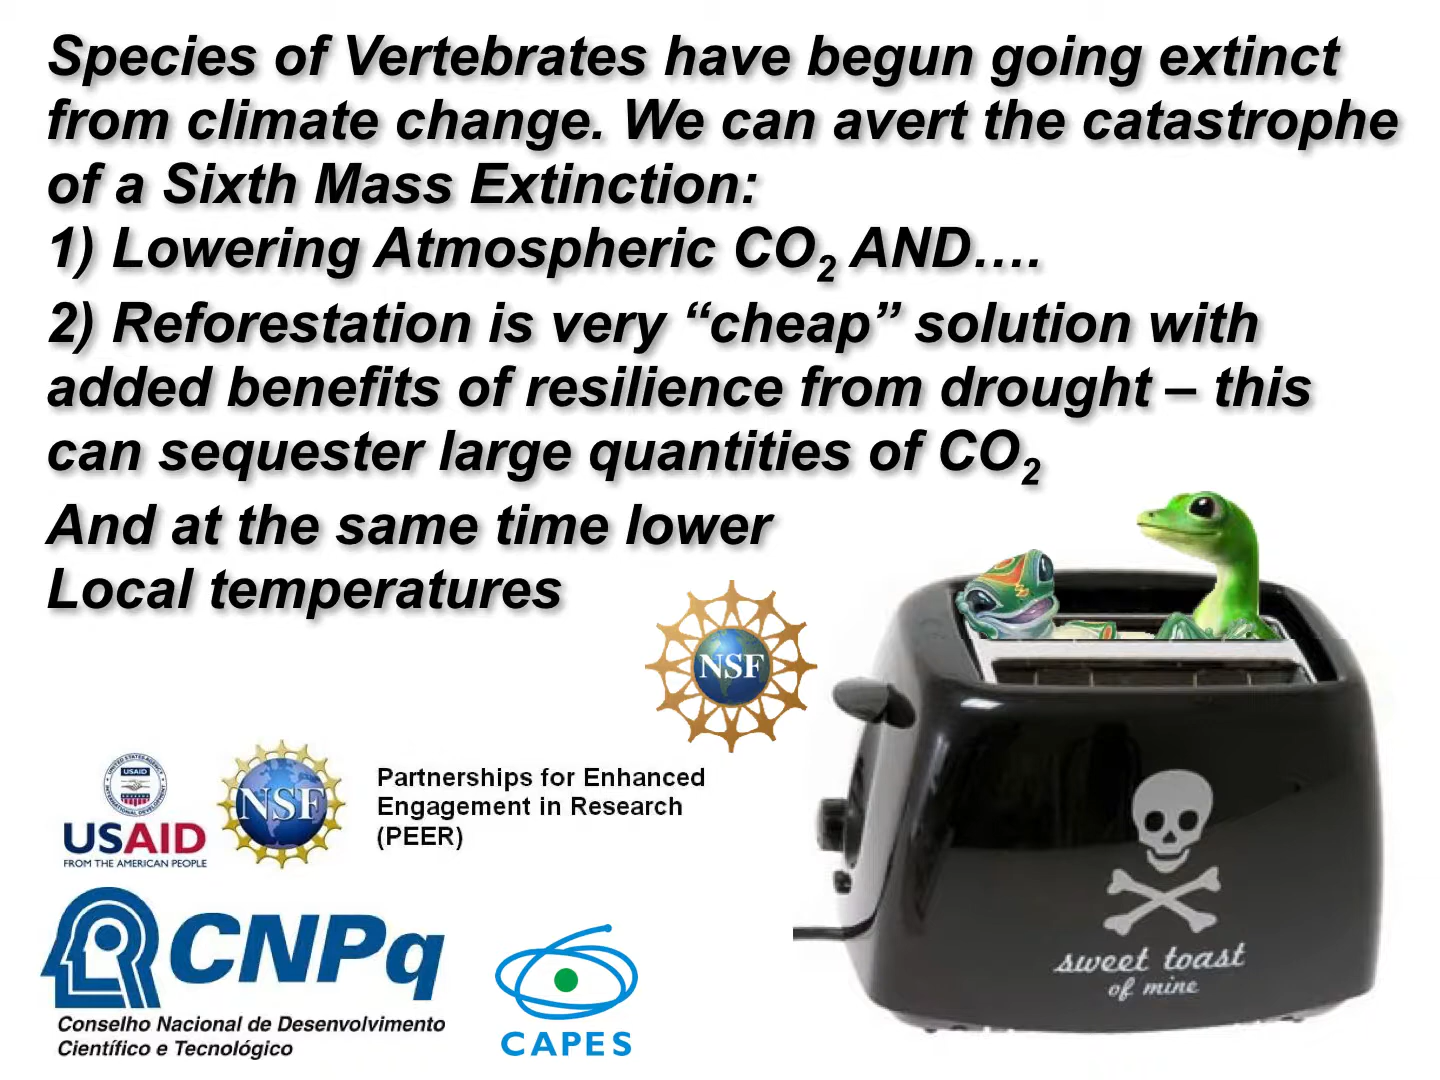 Species of Vertebrates have begun going extinct
from climate change. We can avert the catastrophe
of a Sixth Mass Extinction:
1) Lowering Atmospheric CO₂ AND….
2) Reforestation is very “cheap” solution with
added benefits of resilience from drought – this
can sequester large quantities of CO₂
And at the same time lower
Local temperatures
NSF
USAID
USAID
FROM THE AMERICAN PEOPLE
NSF
Partnerships for Enhanced
Engagement in Research
(PEER)
CNPq
Conselho Nacional de Desenvolvimento
Científico e Tecnológico
CAPES
sweet toast
of mine